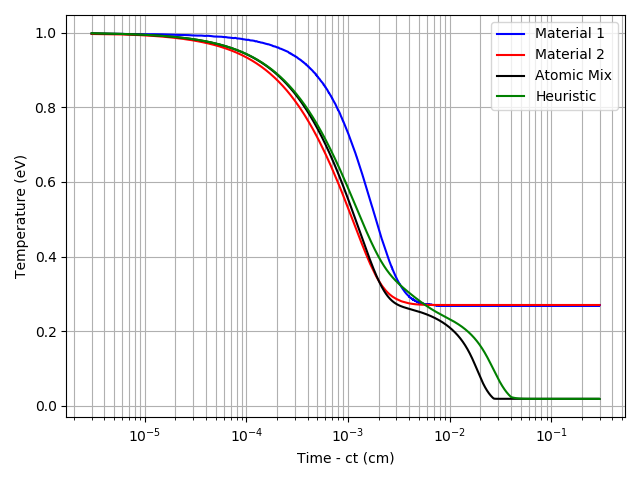 Material 1
Material 2
Atomic Mix
Heuristic
Temperature (eV)
1.0
0.8
0.6
0.4
0.2
0.0
10⁻⁵ 10⁻⁴ 10⁻³ 10⁻² 10⁻¹
Time - ct (cm)